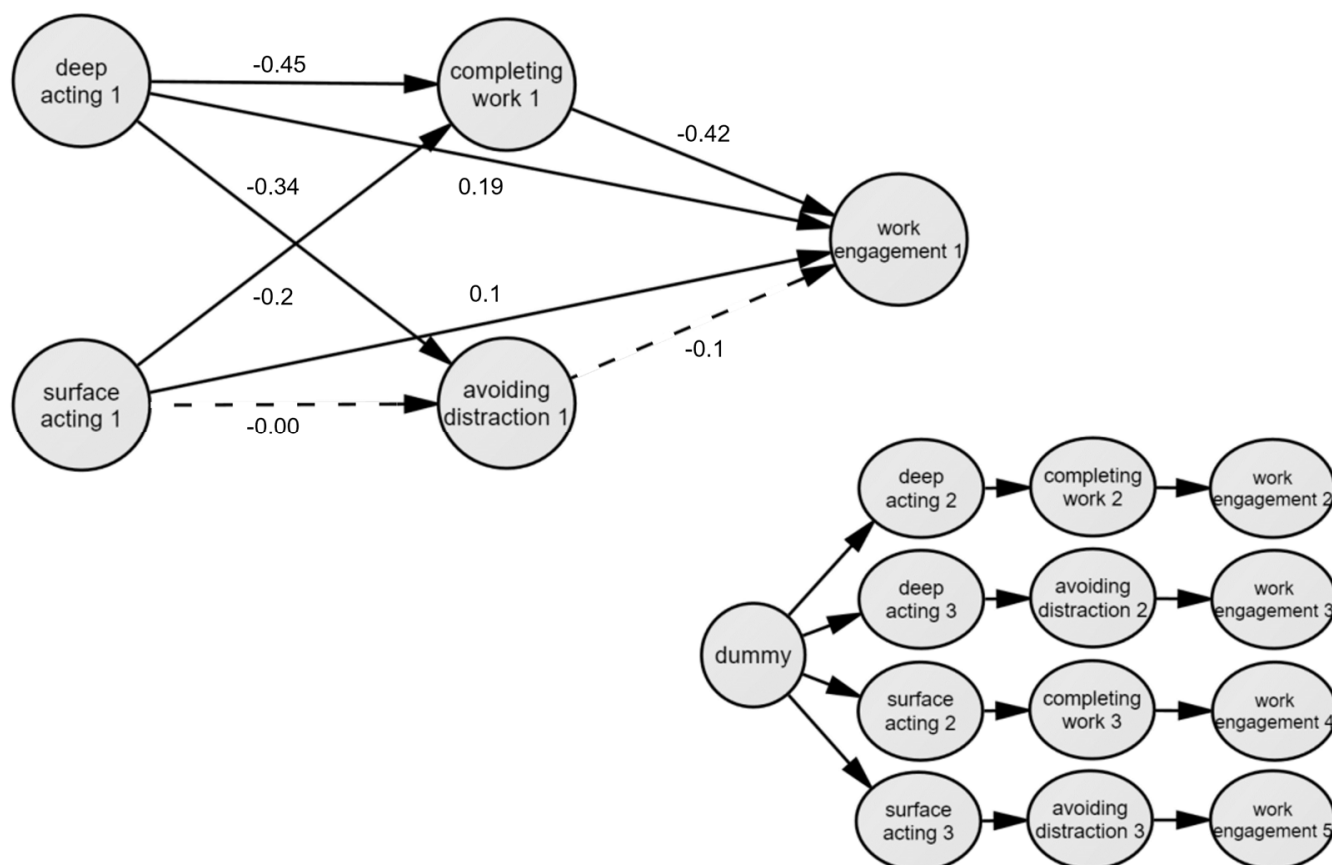 deep
acting 1
-0.45
completing
work 1
-0.42
-0.34
0.19
work
engagement 1
-0.2
0.1
-0.1
surface
acting 1
-0.00
avoiding
distraction 1
deep
acting 2
completing
work 2
work
engagement 2
deep
acting 3
avoiding
distraction 2
work
engagement 3
dummy
surface
acting 2
completing
work 3
work
engagement 4
surface
acting 3
avoiding
distraction 3
work
engagement 5